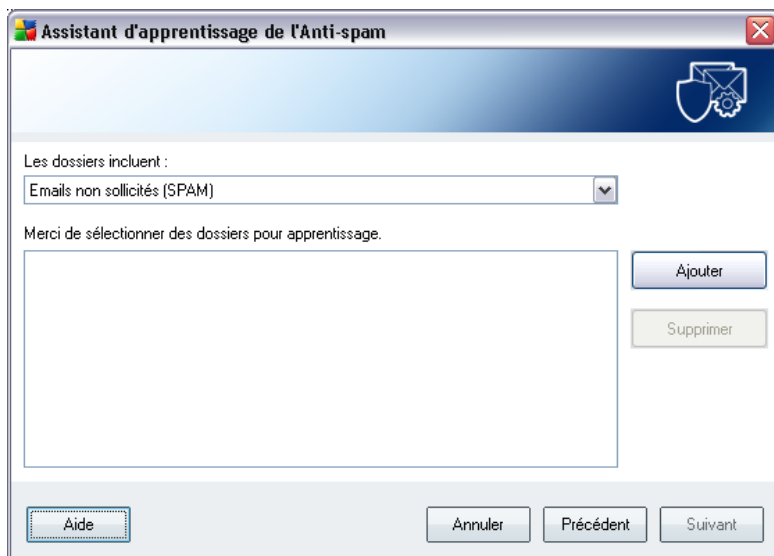 Assistant d'apprentissage de l'Anti-spam
Les dossiers incluent :
Emails non sollicités (SPAM)
Merci de sélectionner des dossiers pour apprentissage.
Ajouter
Supprimer
Aide
Annuler
Précédent
Suivant